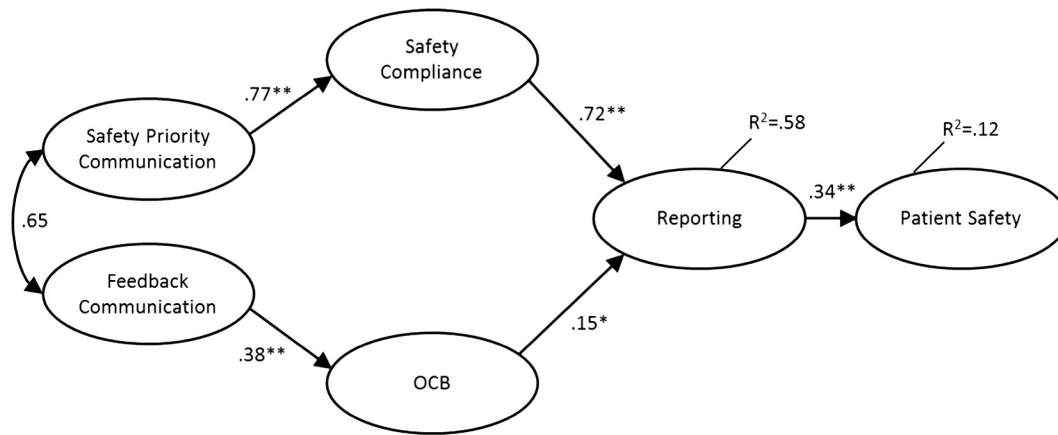 Safety
Compliance
.77**
.72**
Safety Priority
Communication
R²=.58
R²=.12
.65
Reporting
.34**
Patient Safety
Feedback
Communication
.38**
.15*
OCB